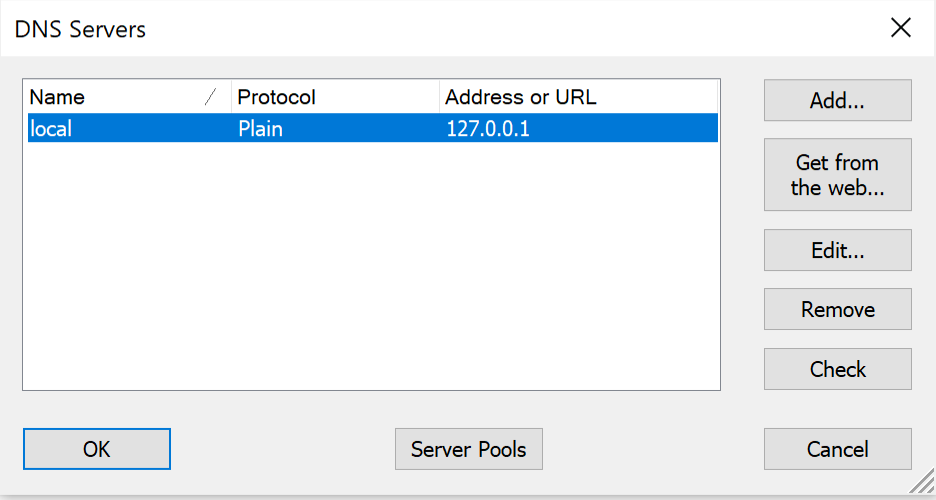 DNS Servers
Name Protocol Address or URL
local Plain 127.0.0.1
Add...
Get from
the web...
Edit...
Remove
Check
OK Server Pools Cancel